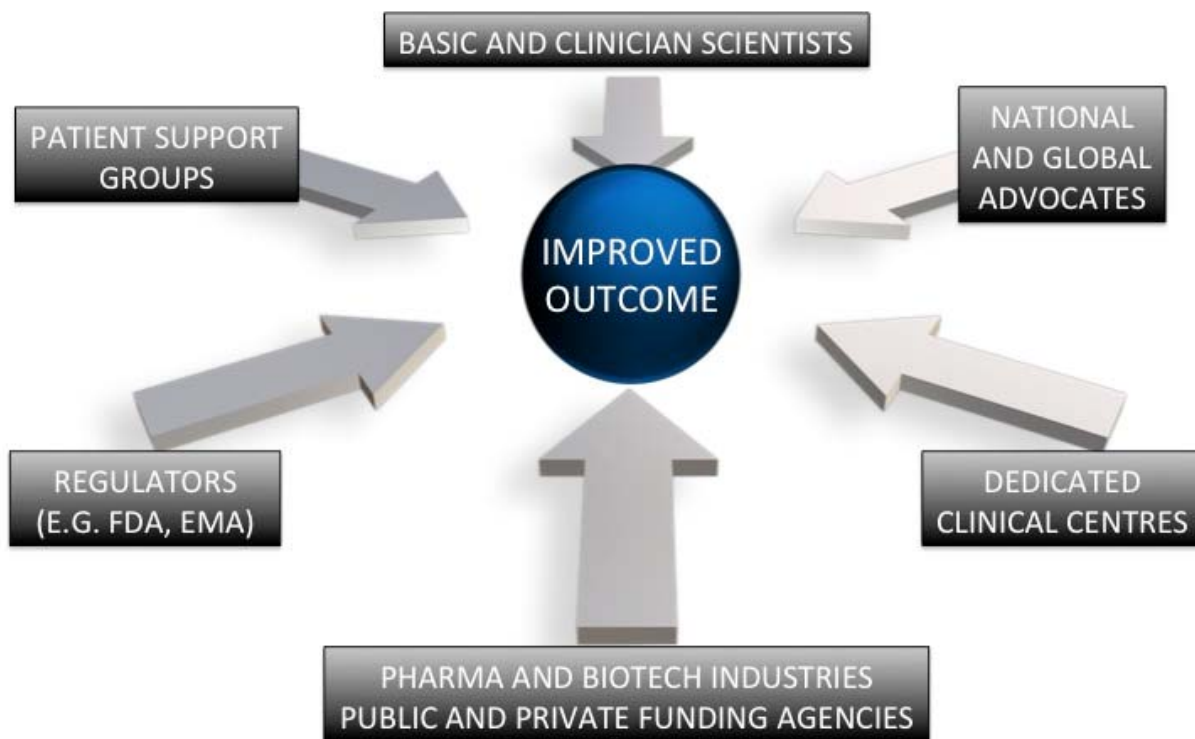 BASIC AND CLINICIAN SCIENTISTS
PATIENT SUPPORT
GROUPS
NATIONAL
AND GLOBAL
ADVOCATES
IMPROVED
OUTCOME
REGULATORS
(E.G. FDA, EMA)
DEDICATED
CLINICAL CENTRES
PHARMA AND BIOTECH INDUSTRIES
PUBLIC AND PRIVATE FUNDING AGENCIES